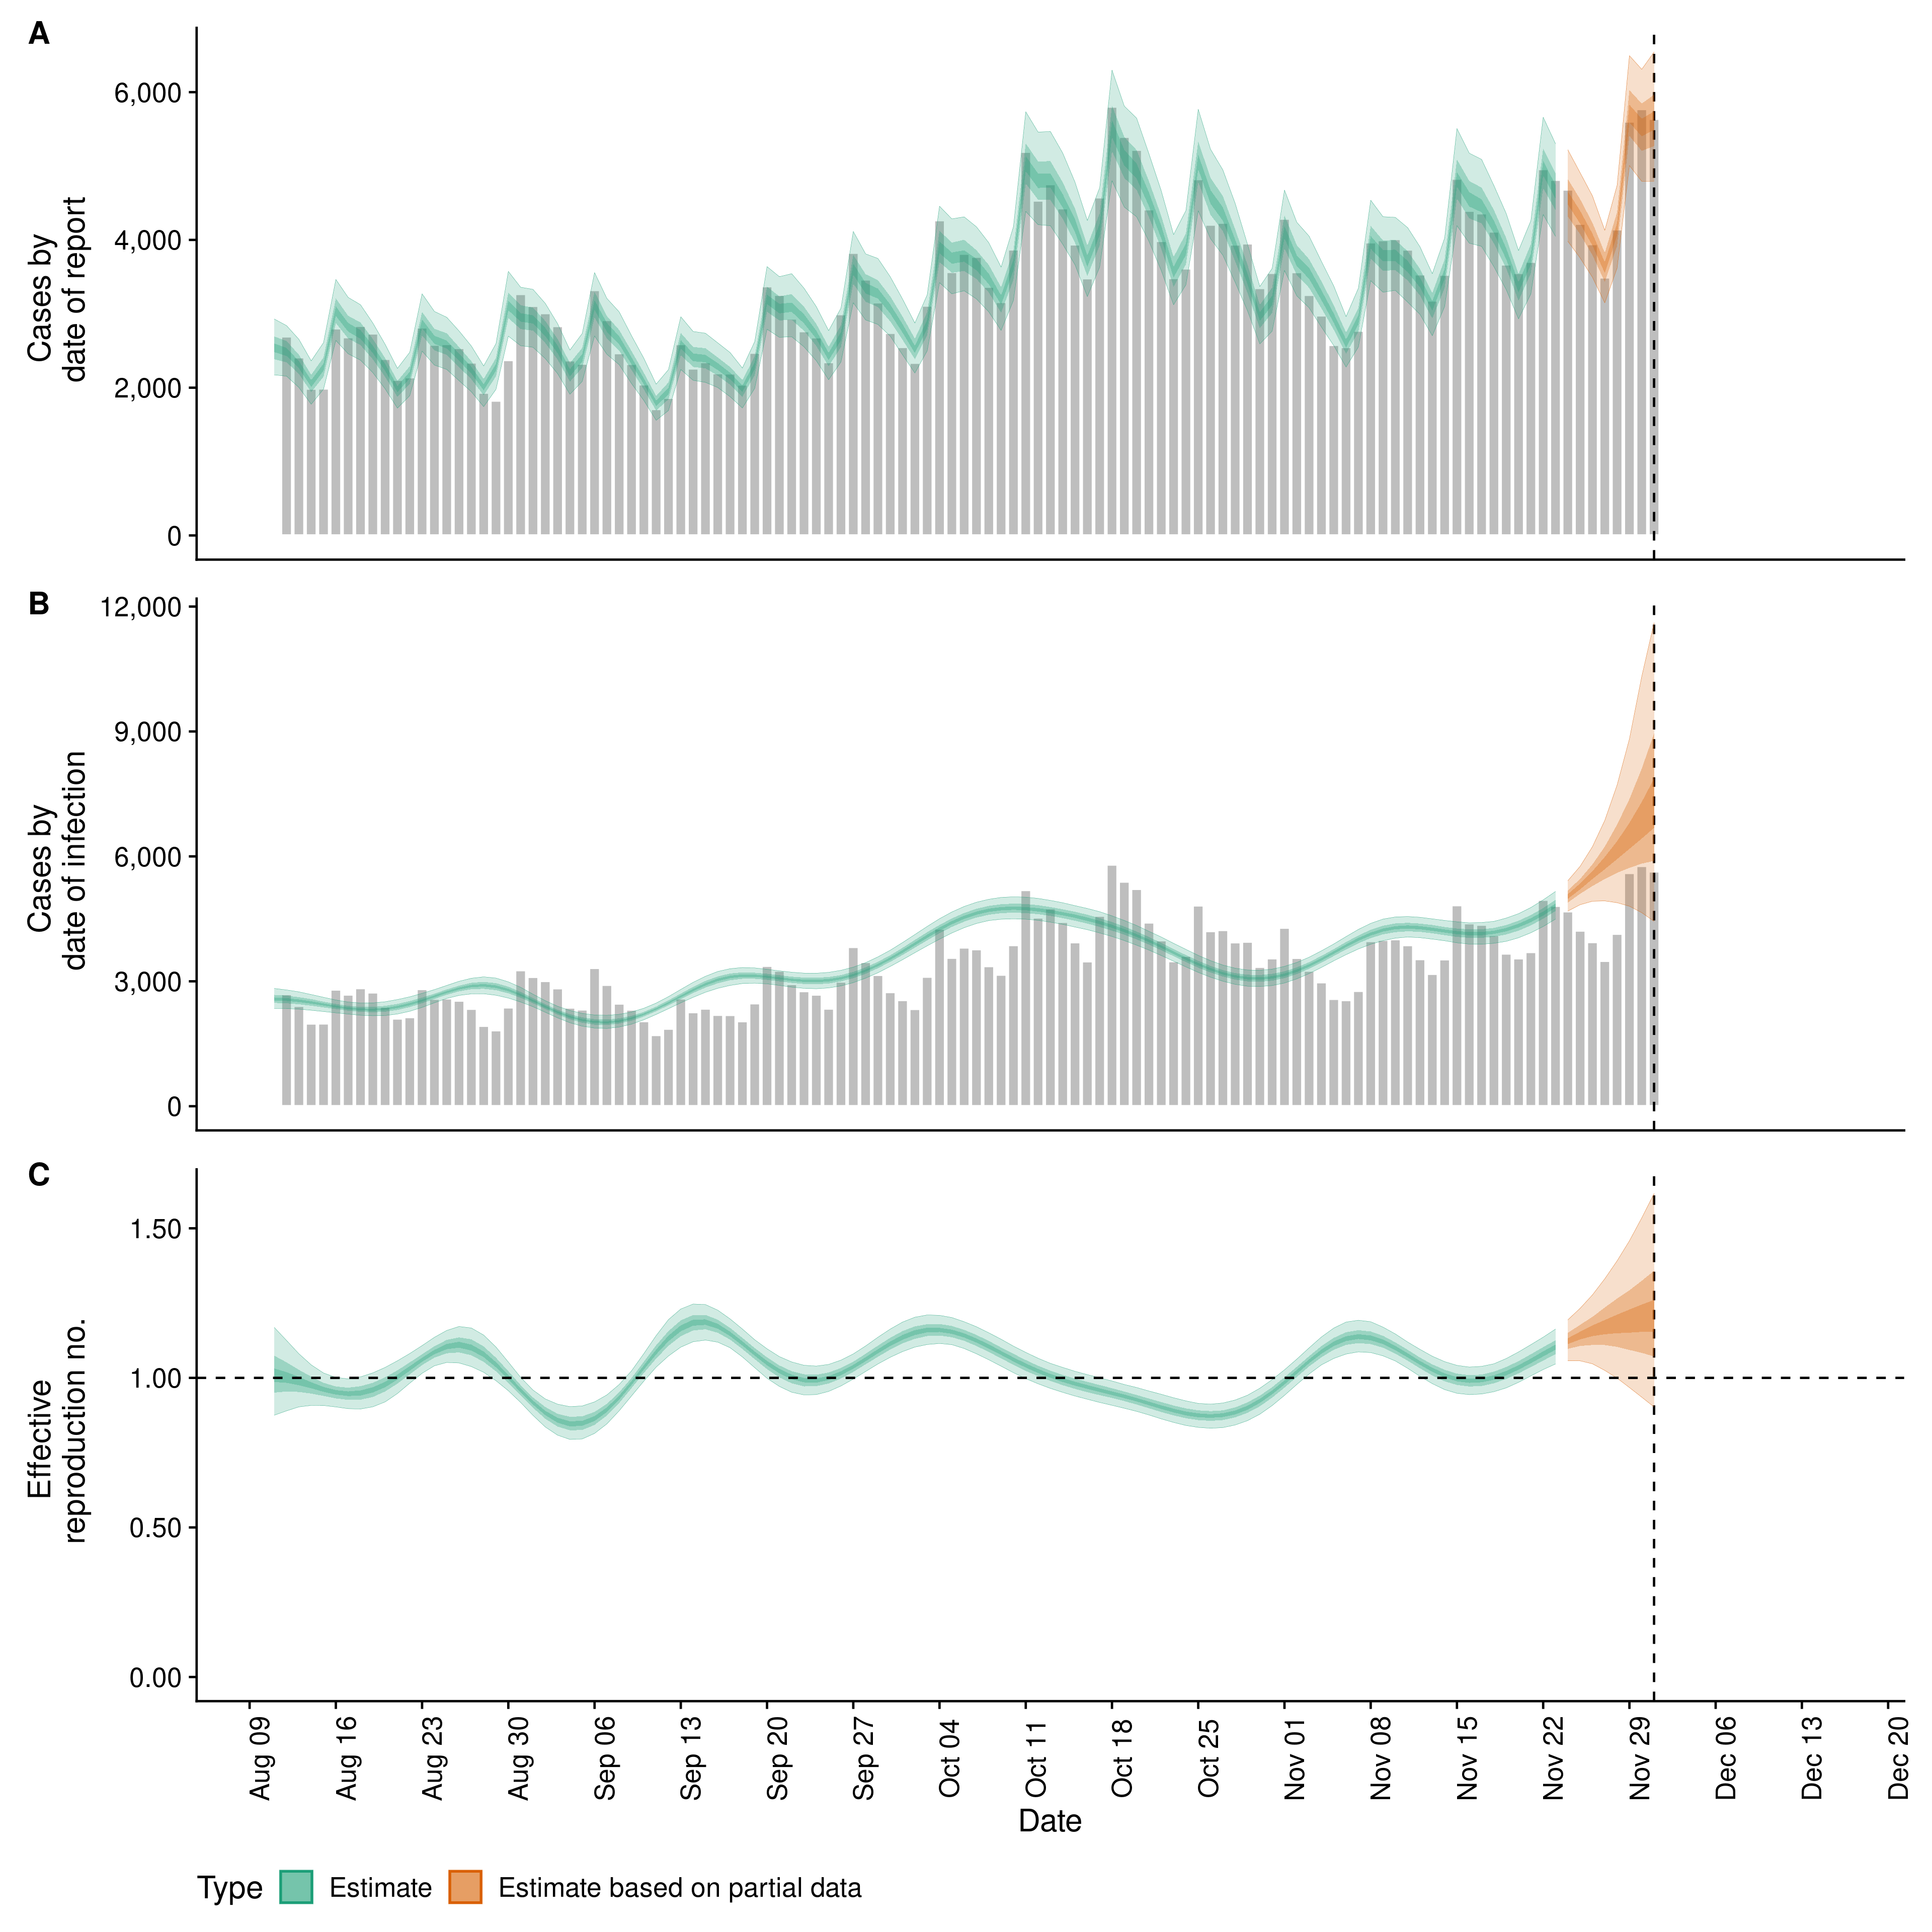 A
Cases by
date of report
6,000
4,000
2,000
0
B
Cases by
date of infection
12,000
9,000
6,000
3,000
0
C
Effective
reproduction no.
1.50
1.00
0.50
0.00
Aug 09
Aug 16
Aug 23
Aug 30
Sep 06
Sep 13
Sep 20
Sep 27
Oct 04
Oct 11
Oct 18
Oct 25
Nov 01
Nov 08
Nov 15
Nov 22
Nov 29
Dec 06
Dec 13
Dec 20
Date
Type Estimate Estimate based on partial data